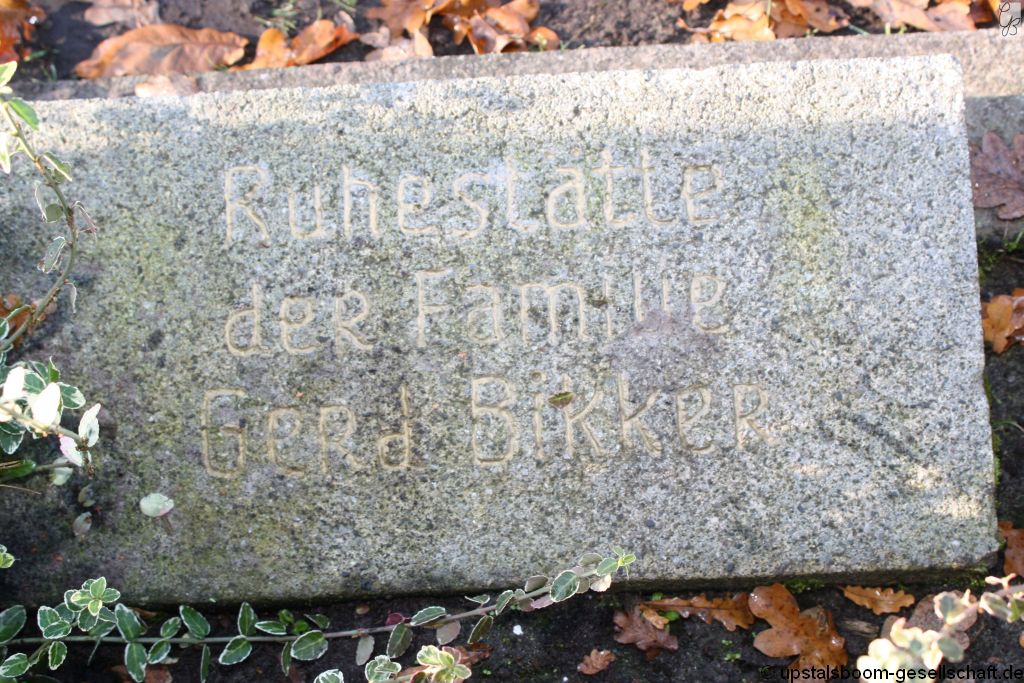 Ruhestätte
der Familie
Gerd Bikker
© upstalsboom-gesellschaft.de